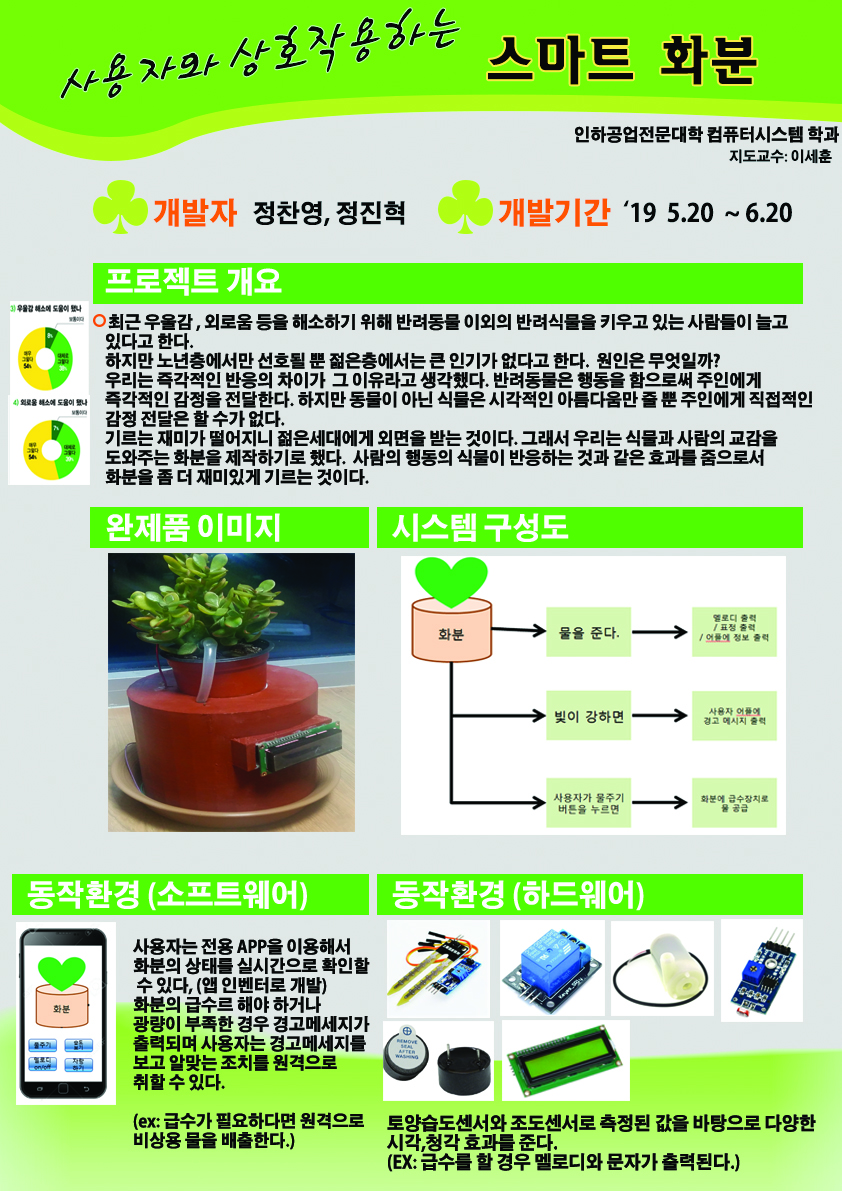 사용자와 상호작용하는 스마트 화분
인하공업전문대학 컴퓨터시스템 학과
지도교수: 이세훈
개발자 정찬영, 정진혁 개발기간 ‘19 5.20 ~ 6.20
프로젝트 개요
3) 우울감 해소에 도움이 됐나
보통이다
8%
매우
그렇다
54%
대체로
그렇다
38%
4) 외로움 해소에 도움이 됐나
보통이다
7%
매우
그렇다
54%
대체로
그렇다
최근 우울감 , 외로움 등을 해소하기 위해 반려동물 이외의 반려식물을 키우고 있는 사람들이 늘고
있다고 한다.
하지만 노년층에서만 선호될 뿐 젊은층에서는 큰 인기가 없다고 한다. 원인은 무엇일까?
우리는 즉각적인 반응의 차이가 그 이유라고 생각했다. 반려동물은 행동을 함으로써 주인에게
즉각적인 감정을 전달한다. 하지만 동물이 아닌 식물은 시각적인 아름다움만 줄 뿐 주인에게 직접적인
감정 전달은 할 수가 없다.
기르는 재미가 떨어지니 젊은세대에게 외면을 받는 것이다. 그래서 우리는 식물과 사람의 교감을
도와주는 화분을 제작하기로 했다. 사람의 행동의 식물이 반응하는 것과 같은 효과를 줌으로서
화분을 좀 더 재미있게 기르는 것이다.
완제품 이미지
시스템 구성도
화분
물을 준다.
멜로디 출력
/ 표정 출력
/ 어플에 정보 출력
빛이 강하면
사용자 어플에
경고 메시지 출력
사용자가 물주기
버튼을 누르면
화분에 급수장치로
물 공급
동작환경 (소프트웨어)
화분
물주기
멜로디
on/off
자랑
하기
사용자는 전용 APP을 이용해서
화분의 상태를 실시간으로 확인할
수 있다, (앱 인벤터로 개발)
화분의 급수르 해야 하거나
광량이 부족한 경우 경고메세지가
출력되며 사용자는 경고메세지를
보고 알맞는 조치를 원격으로
취할 수 있다.
(ex: 급수가 필요하다면 원격으로
비상용 물을 배출한다.)
동작환경 (하드웨어)
REMOVE
SEAL
AFTER
WASHING
토양습도센서와 조도센서로 측정된 값을 바탕으로 다양한
시각,청각 효과를 준다.
(EX: 급수를 할 경우 멜로디와 문자가 출력된다.)